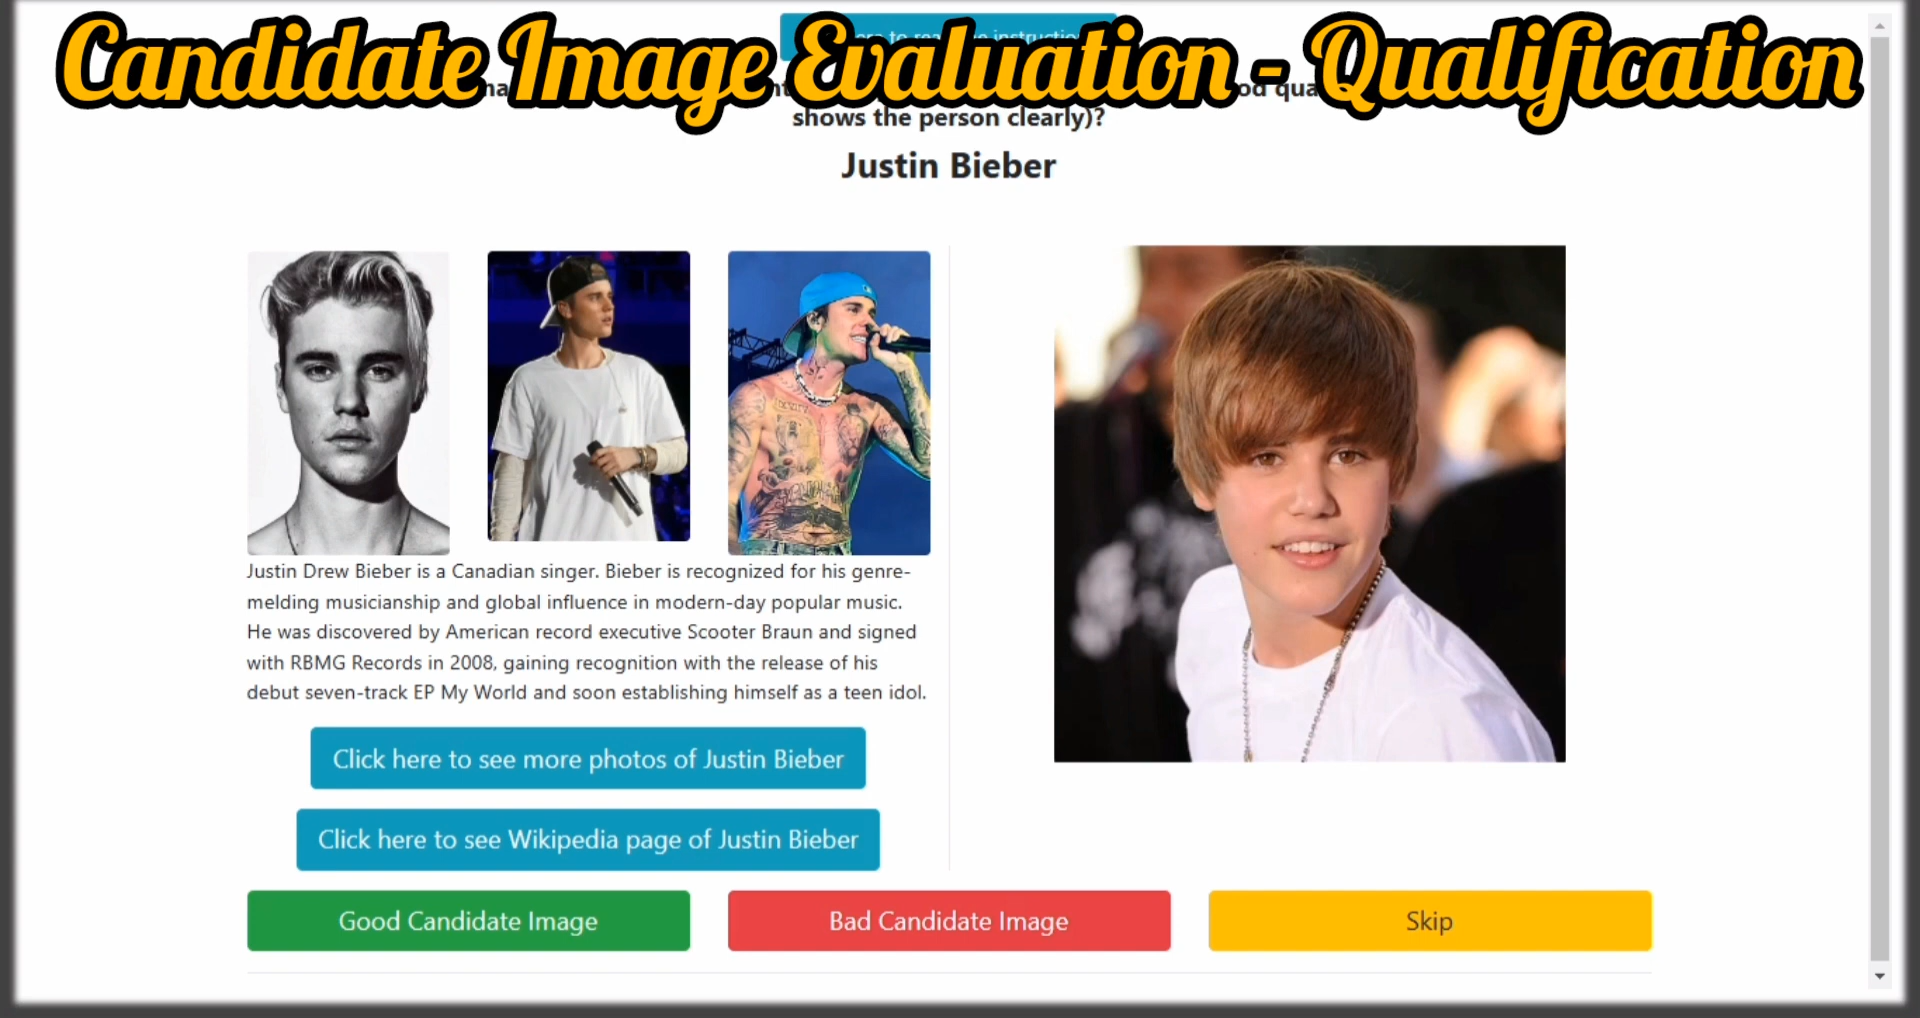 Candidate Image Evaluation - Qualification
shows the person clearly)?
Justin Bieber
Justin Drew Bieber is a Canadian singer. Bieber is recognized for his genre-
melding musicianship and global influence in modern-day popular music.
He was discovered by American record executive Scooter Braun and signed
with RBMG Records in 2008, gaining recognition with the release of his
debut seven-track EP My World and soon establishing himself as a teen idol.
Click here to see more photos of Justin Bieber
Click here to see Wikipedia page of Justin Bieber
Good Candidate Image
Bad Candidate Image
Skip